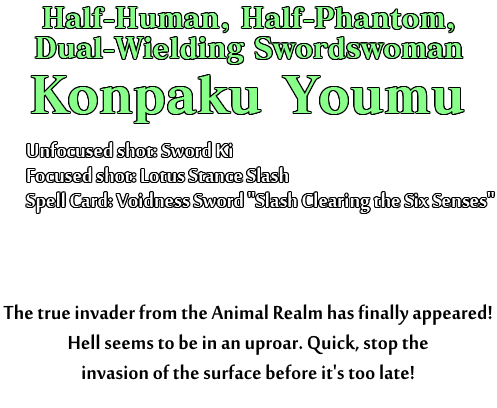 Half-Human, Half-Phantom,
Dual-Wielding Swordswoman
Konpaku Youmu
Unfocused shot: Sword Ki
Focused shot: Lotus Stance Slash
Spell Card: Voidness Sword "Slash Clearing the Six Senses"
The true invader from the Animal Realm has finally appeared!
Hell seems to be in an uproar. Quick, stop the
invasion of the surface before it's too late!